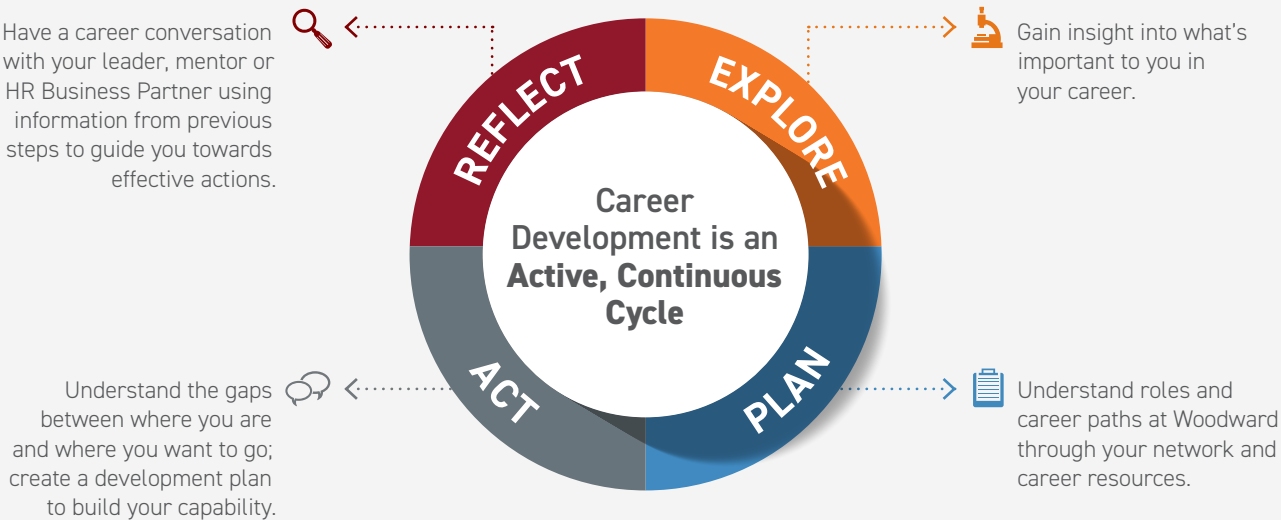 Have a career conversation
with your leader, mentor or
HR Business Partner using
information from previous
steps to guide you towards
effective actions.
REFLECT
EXPLORE
Gain insight into what's
important to you in
your career.
Career
Development is an
Active, Continuous
Cycle
Understand the gaps
between where you are
and where you want to go;
create a development plan
to build your capability.
ACT
PLAN
Understand roles and
career paths at Woodward
through your network and
career resources.